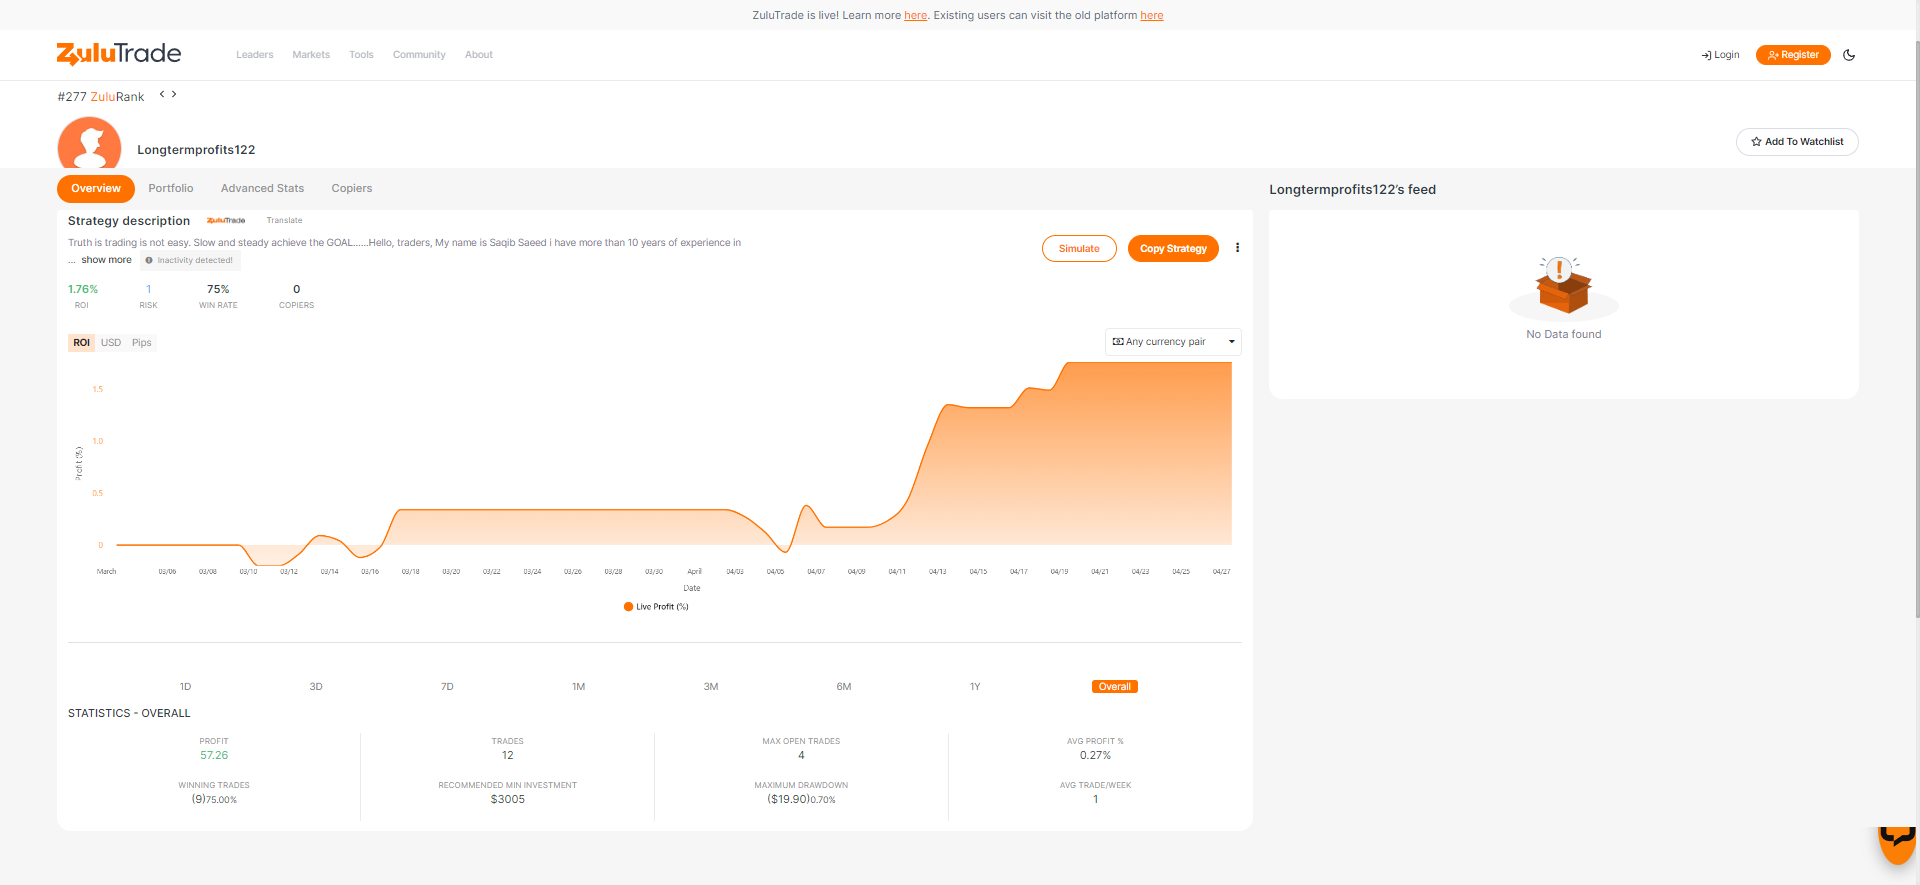 ZuluTrade is live! Learn more here. Existing users can visit the old platform here
ZuluTrade
Leaders Markets Tools Community About
Login Register
#277 ZuluRank
Longtermprofits122
Add To Watchlist
Overview Portfolio Advanced Stats Copiers
Longtermprofits122's feed
Strategy description ZuluTrade Translate
Truth is trading is not easy. Slow and steady achieve the GOAL......Hello, traders, My name is Saqib Saeed i have more than 10 years of experience in
... show more Inactivity detected!
Simulate Copy Strategy
1.76% 1 75% 0
ROI RISK WIN RATE COPIERS
No Data found
ROI USD Pips
Any currency pair
1.5
1.0
0.5
0
Profit (%)
March 03/06 03/08 03/10 03/12 03/14 03/16 03/18 03/20 03/22 03/24 03/26 03/28 03/30 April 04/03 04/05 04/07 04/09 04/11 04/13 04/15 04/17 04/19 04/21 04/23 04/25 04/27
Date
Live Profit (%)
1D 3D 7D 1M 3M 6M 1Y Overall
STATISTICS - OVERALL
PROFIT TRADES MAX OPEN TRADES AVG PROFIT %
57.26 12 4 0.27%
WINNING TRADES RECOMMENDED MIN INVESTMENT MAXIMUM DRAWDOWN AVG TRADE/WEEK
(9)75.00% $3005 ($19.90)0.70% 1